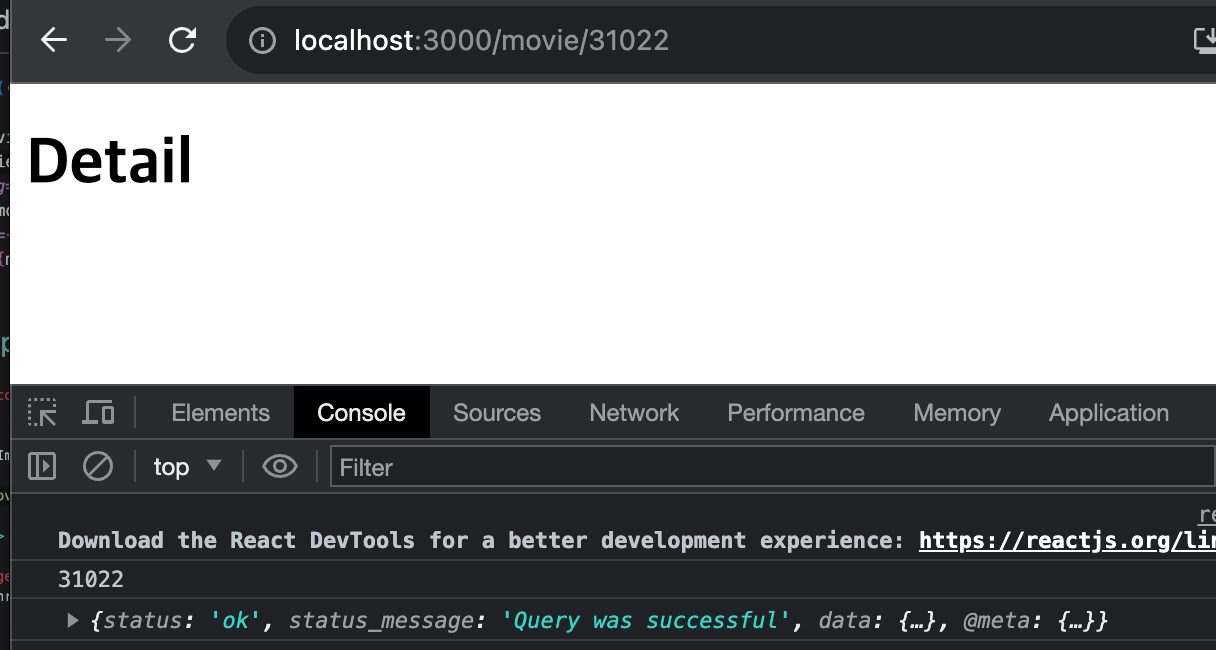 localhost:3000/movie/31022
Detail
Elements Console Sources Network Performance Memory Application
top Filter
Download the React DevTools for a better development experience: https://reactjs.org/li
31022
{status: 'ok', status_message: 'Query was successful', data: {…}, @meta: {…}}